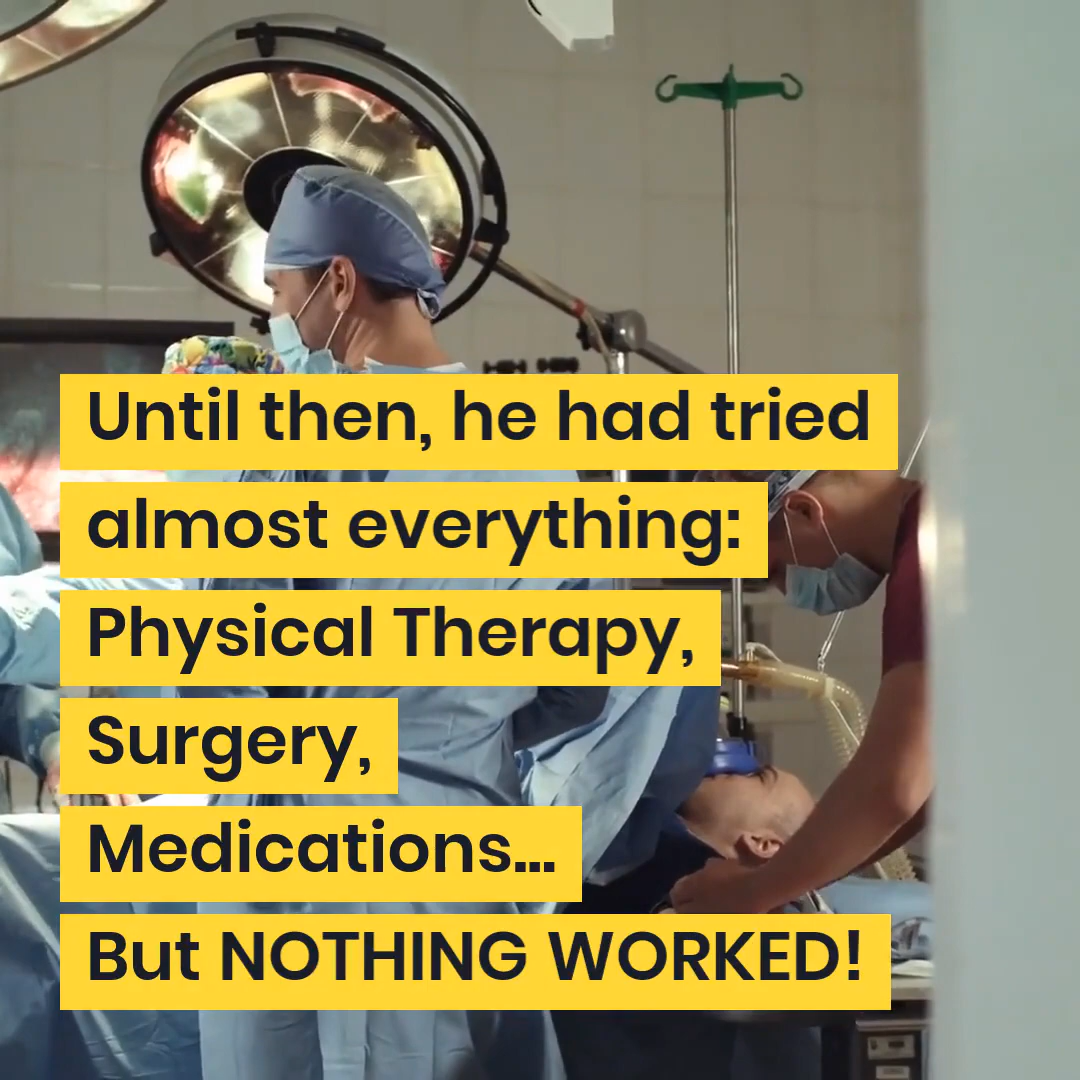 Until then, he had tried
almost everything:
Physical Therapy,
Surgery,
Medications...
But NOTHING WORKED!